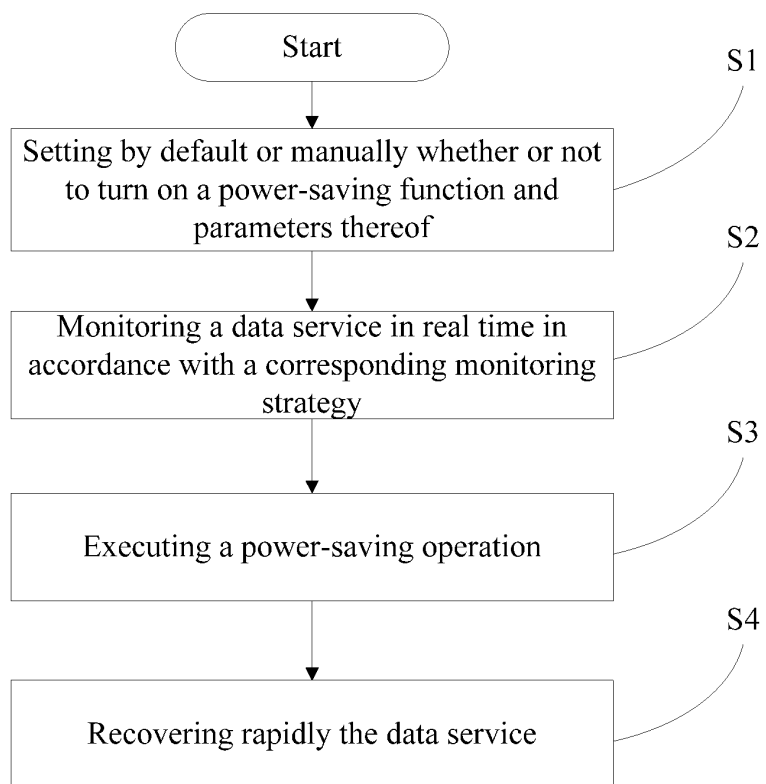 Start
S1
Setting by default or manually whether or not
to turn on a power-saving function and
parameters thereof
S2
Monitoring a data service in real time in
accordance with a corresponding monitoring
strategy
S3
Executing a power-saving operation
S4
Recovering rapidly the data service